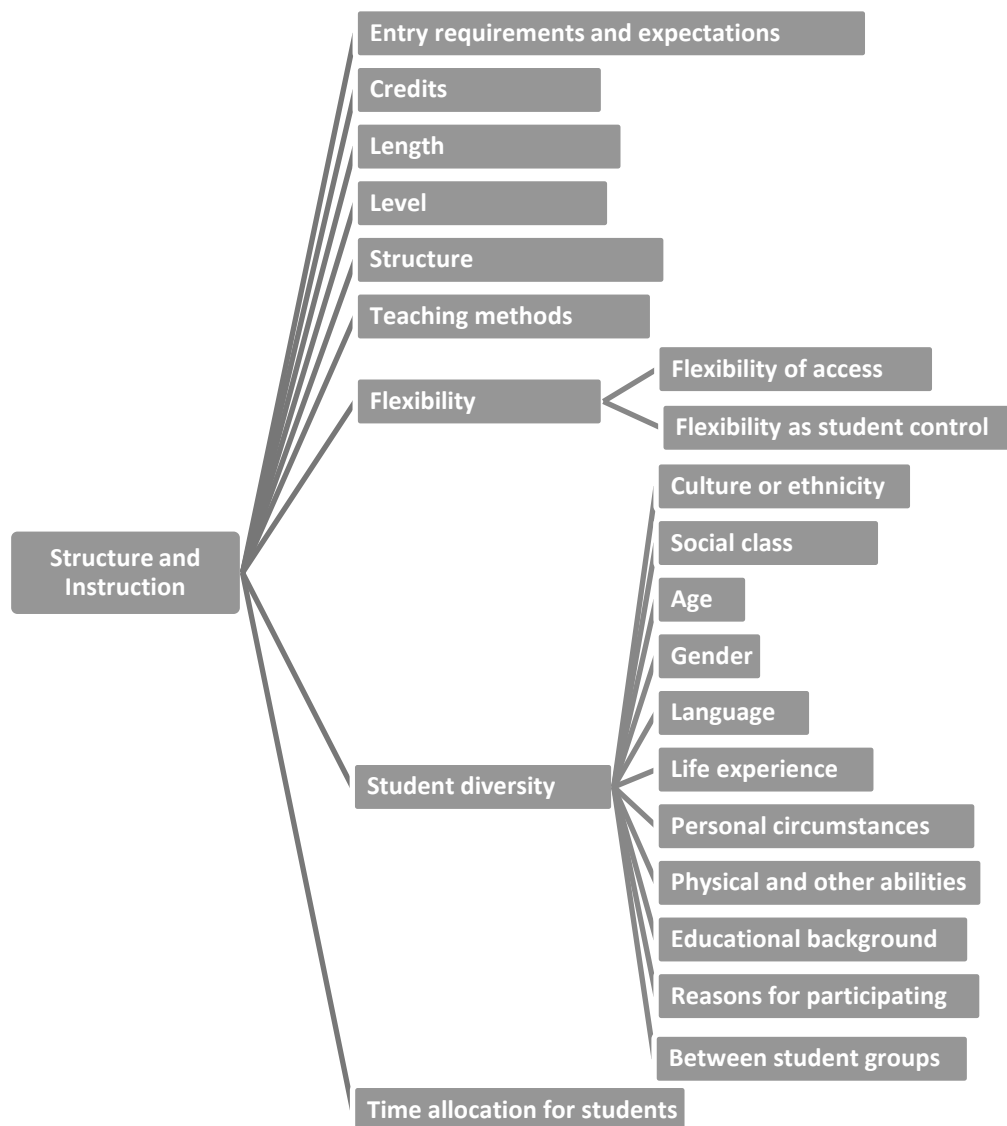 Entry requirements and expectations
Credits
Length
Level
Structure
Teaching methods
Flexibility
Flexibility of access
Flexibility as student control
Structure and
Instruction
Student diversity
Culture or ethnicity
Social class
Age
Gender
Language
Life experience
Personal circumstances
Physical and other abilities
Educational background
Reasons for participating
Between student groups
Time allocation for students